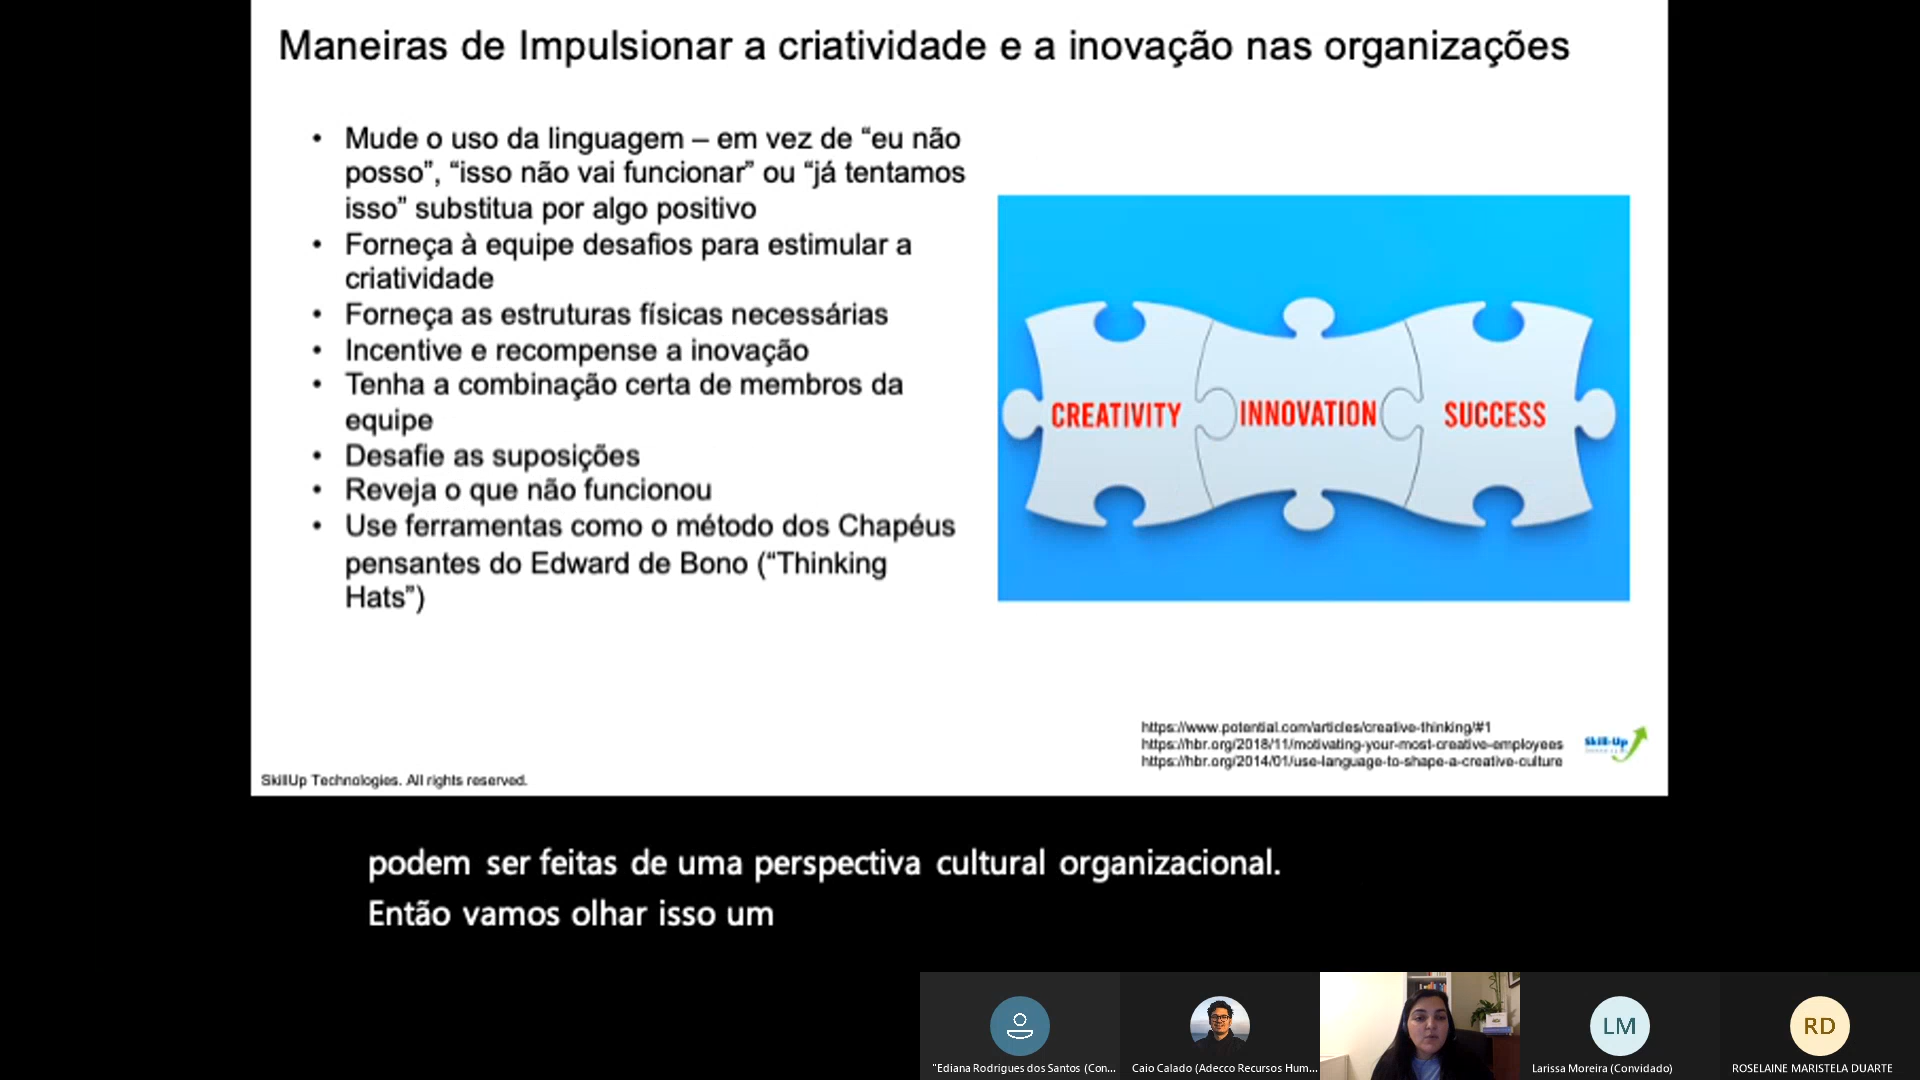 Maneiras de Impulsionar a criatividade e a inovação nas organizações
• Mude o uso da linguagem – em vez de “eu não
posso”, “isso não vai funcionar” ou “já tentamos
isso” substitua por algo positivo
• Forneça à equipe desafios para estimular a
criatividade
• Forneça as estruturas físicas necessárias
• Incentive e recompense a inovação
• Tenha a combinação certa de membros da
equipe
• Desafie as suposições
• Reveja o que não funcionou
• Use ferramentas como o método dos Chapéus
pensantes do Edward de Bono (“Thinking
Hats”)
CREATIVITY INNOVATION SUCCESS
https://www.potential.com/articles/creative-thinking/#1
https://hbr.org/2018/11/motivating-your-most-creative-employees
https://hbr.org/2014/01/use-language-to-shape-a-creative-culture
Skill-Up
SkillUp Technologies. All rights reserved.
podem ser feitas de uma perspectiva cultural organizacional.
Então vamos olhar isso um
LM
RD
"Ediana Rodrigues dos Santos (Con...
Caio Calado (Adecco Recursos Hum...
Larissa Moreira (Convidado)
ROSELAINE MARISTELA DUARTE